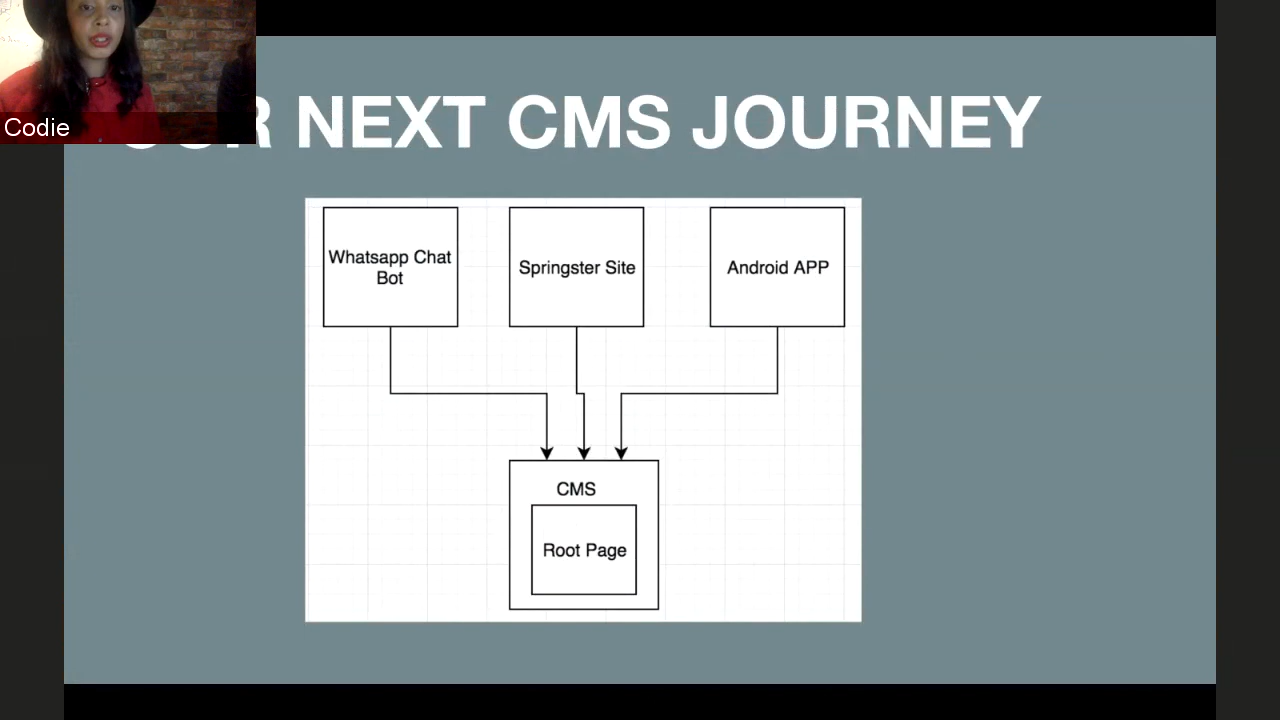 NEXT CMS JOURNEY
Codie
Whatsapp Chat
Bot
Springster Site
Android APP
CMS
Root Page